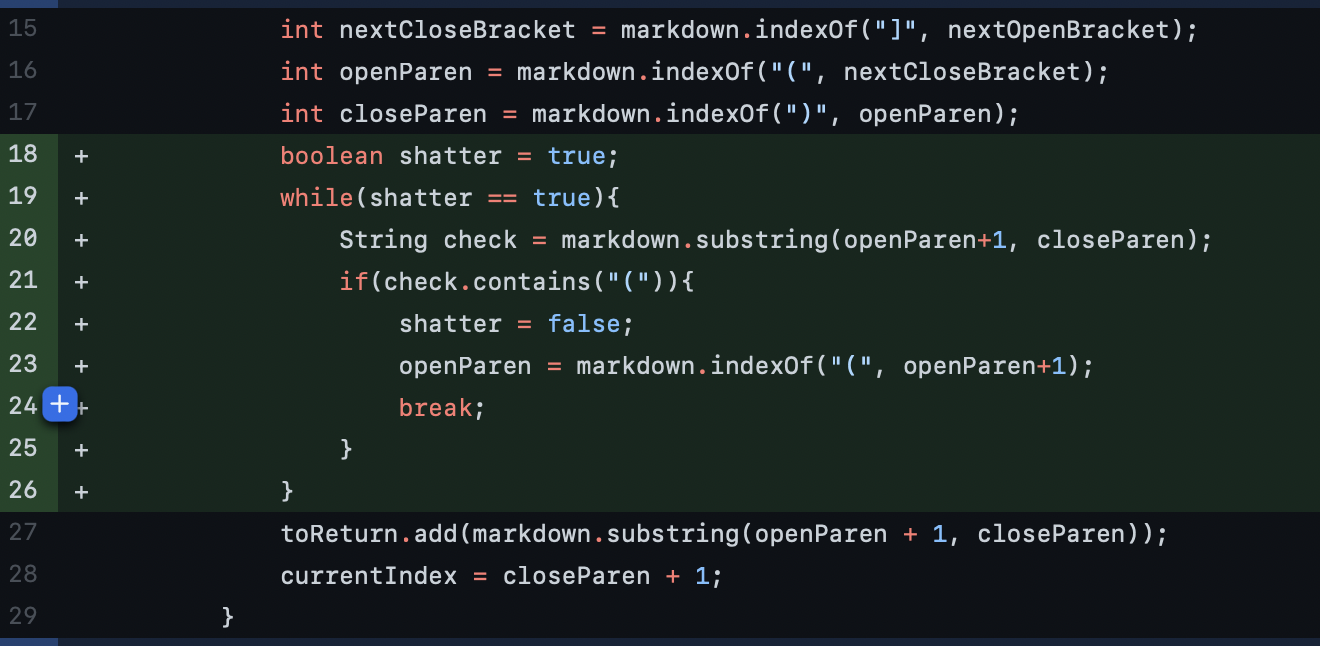 15 int nextCloseBracket = markdown.indexOf("]", nextOpenBracket);
16 int openParen = markdown.indexOf("(", nextCloseBracket);
17 int closeParen = markdown.indexOf(")", openParen);
18 + boolean shatter = true;
19 + while(shatter == true){
20 + String check = markdown.substring(openParen+1, closeParen);
21 + if(check.contains("(")){
22 + shatter = false;
23 + openParen = markdown.indexOf("(", openParen+1);
24 + break;
25 + }
26 + }
27 toReturn.add(markdown.substring(openParen + 1, closeParen));
28 currentIndex = closeParen + 1;
29 }